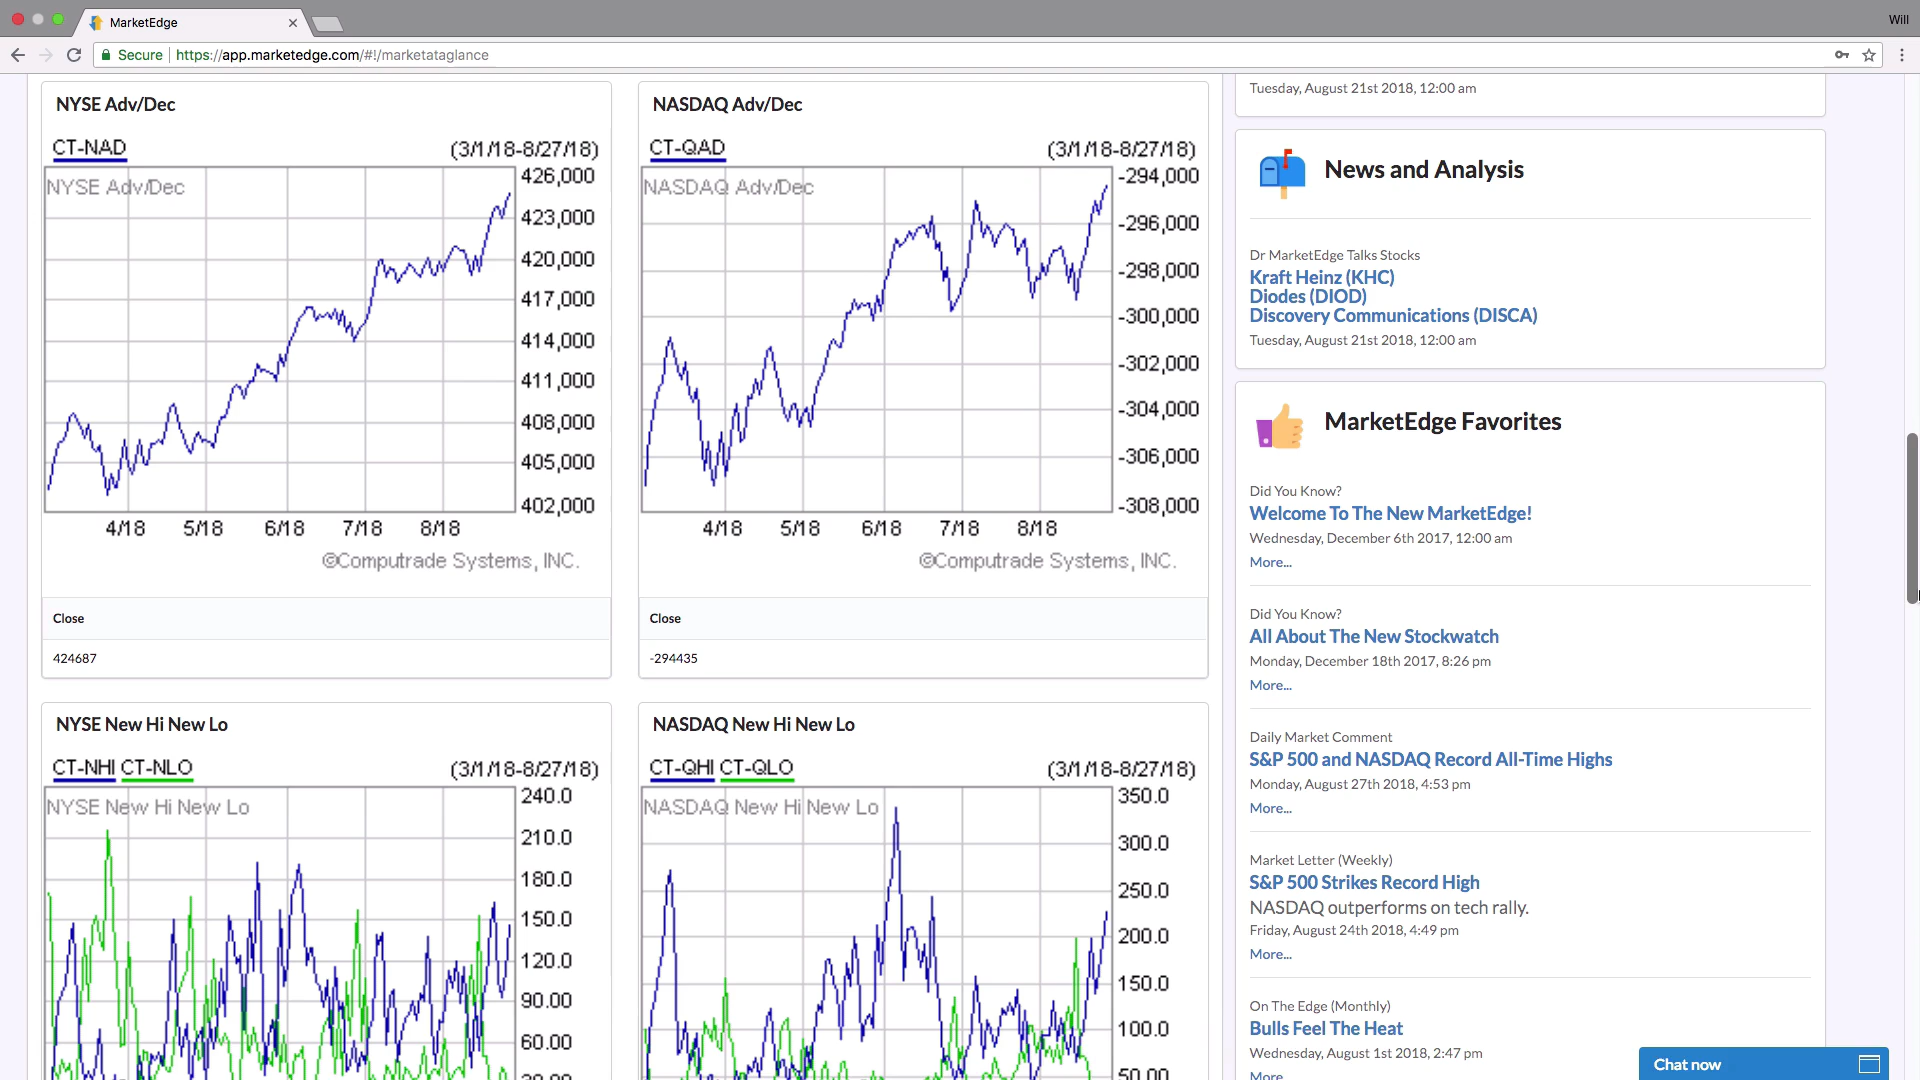 MarketEdge
Will
Secure
https://app.marketedge.com/#!/marketataglance
NYSE Adv/Dec
CT-NAD
(3/1/18-8/27/18)
NYSE Adv/Dec
426,000
423,000
420,000
417,000
414,000
411,000
408,000
405,000
402,000
4/18 5/18 6/18 7/18 8/18
©Computrade Systems, INC.
Close
424687
NASDAQ Adv/Dec
CT-QAD
(3/1/18-8/27/18)
NASDAQ Adv/Dec
-294,000
-296,000
-298,000
-300,000
-302,000
-304,000
-306,000
-308,000
4/18 5/18 6/18 7/18 8/18
©Computrade Systems, INC.
Close
-294435
NYSE New Hi New Lo
CT-NHI CT-NLO
(3/1/18-8/27/18)
NYSE New Hi New Lo
240.0
210.0
180.0
150.0
120.0
90.00
60.00
NASDAQ New Hi New Lo
CT-QHI CT-QLO
(3/1/18-8/27/18)
NASDAQ New Hi New Lo
350.0
300.0
250.0
200.0
150.0
100.0
50.00
Tuesday, August 21st 2018, 12:00 am
News and Analysis
Dr MarketEdge Talks Stocks
Kraft Heinz (KHC)
Diodes (DIOD)
Discovery Communications (DISCA)
Tuesday, August 21st 2018, 12:00 am
MarketEdge Favorites
Did You Know?
Welcome To The New MarketEdge!
Wednesday, December 6th 2017, 12:00 am
More...
Did You Know?
All About The New Stockwatch
Monday, December 18th 2017, 8:26 pm
More...
Daily Market Comment
S&P 500 and NASDAQ Record All-Time Highs
Monday, August 27th 2018, 4:53 pm
More...
Market Letter (Weekly)
S&P 500 Strikes Record High
NASDAQ outperforms on tech rally.
Friday, August 24th 2018, 4:49 pm
More...
On The Edge (Monthly)
Bulls Feel The Heat
Wednesday, August 1st 2018, 2:47 pm
More...
Chat now